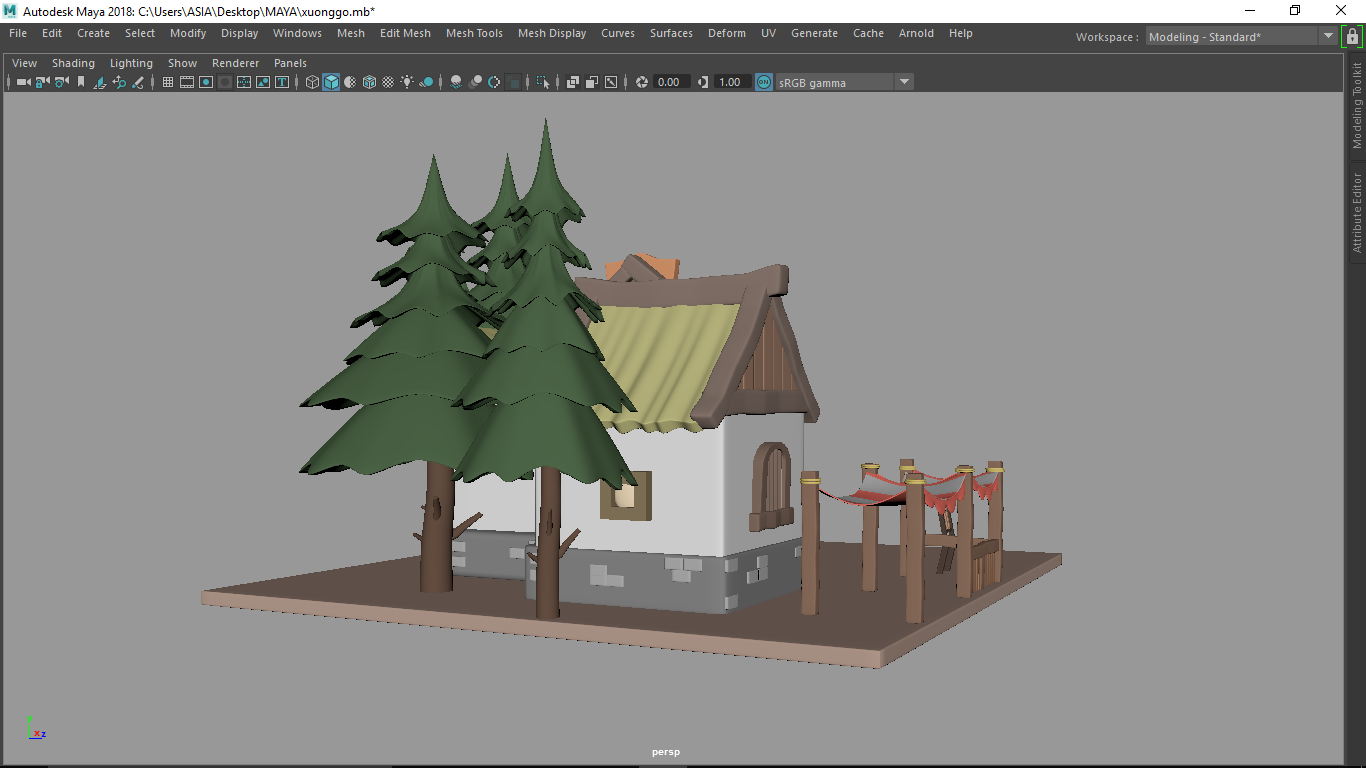 Autodesk Maya 2018: C:\Users\ASIA\Desktop\MAYA\xuonggo.mb*
File Edit Create Select Modify Display Windows Mesh Edit Mesh Mesh Tools Mesh Display Curves Surfaces Deform UV Generate Cache Arnold Help Workspace : Modeling - Standard*
View Shading Lighting Show Renderer Panels
0.00 1.00 ON sRGB gamma
Modeling Toolkit
Attribute Editor
y
x z
persp